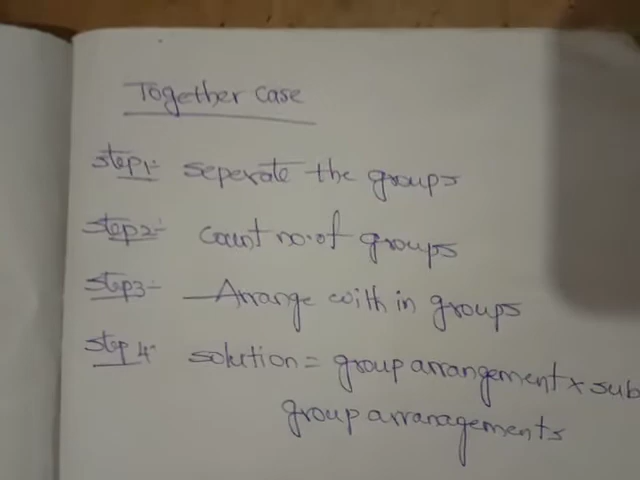 Together case
Step1:- seperate the groups
Step2:- count no.of groups
Step3:- Arrange with in groups
Step 4:- solution = group arrangement x sub
group arranagements